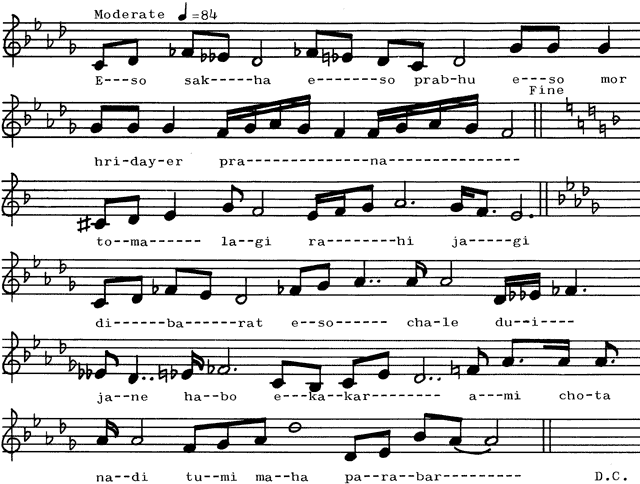 Moderate ♩=84
E---so sak-----ha e------so prab-hu e---so mor
Fine
hri-day-er pra-------------na----------------
to-ma------ la-gi ra----hi ja----gi
di------ba---rat e-so------ cha-le du--i----
ja-ne ha--bo e---ka-kar-------- a---mi cho-ta
na--di tu-mi ma-ha pa--ra-bar---------- D.C.